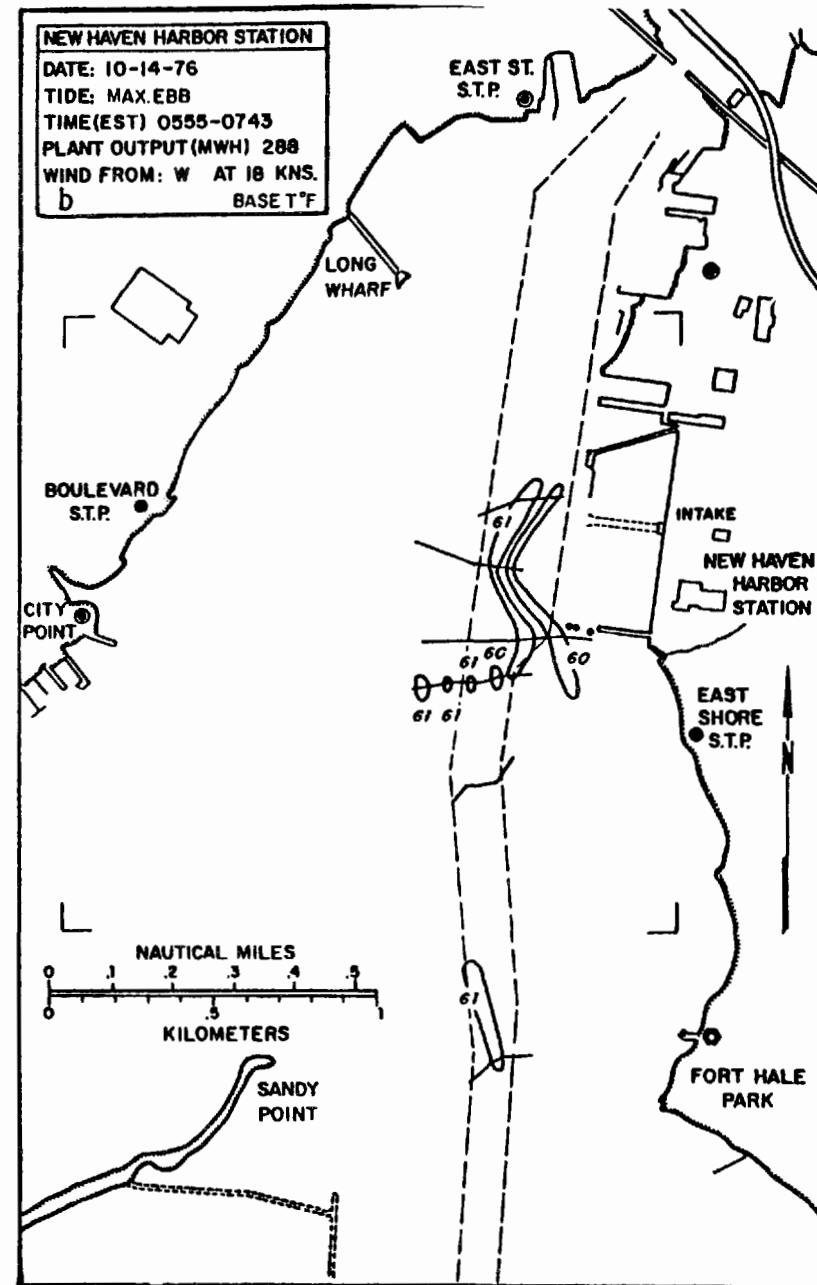 NEW HAVEN HARBOR STATION
DATE: 10-14-76
TIDE: MAX.EBB
TIME(EST) 0555-0743
PLANT OUTPUT(MWH) 288
WIND FROM: W AT 18 KNS.
b BASE T°F
EAST ST.
S.T.P.
LONG
WHARF
BOULEVARD
S.T.P.
61
INTAKE
NEW HAVEN
HARBOR
STATION
CITY
POINT
61 60 60
61 61
EAST
SHORE
S.T.P.
N
NAUTICAL MILES
0 .1 .2 .3 .4 .5
.5 1
KILOMETERS
61
SANDY
POINT
FORT HALE
PARK